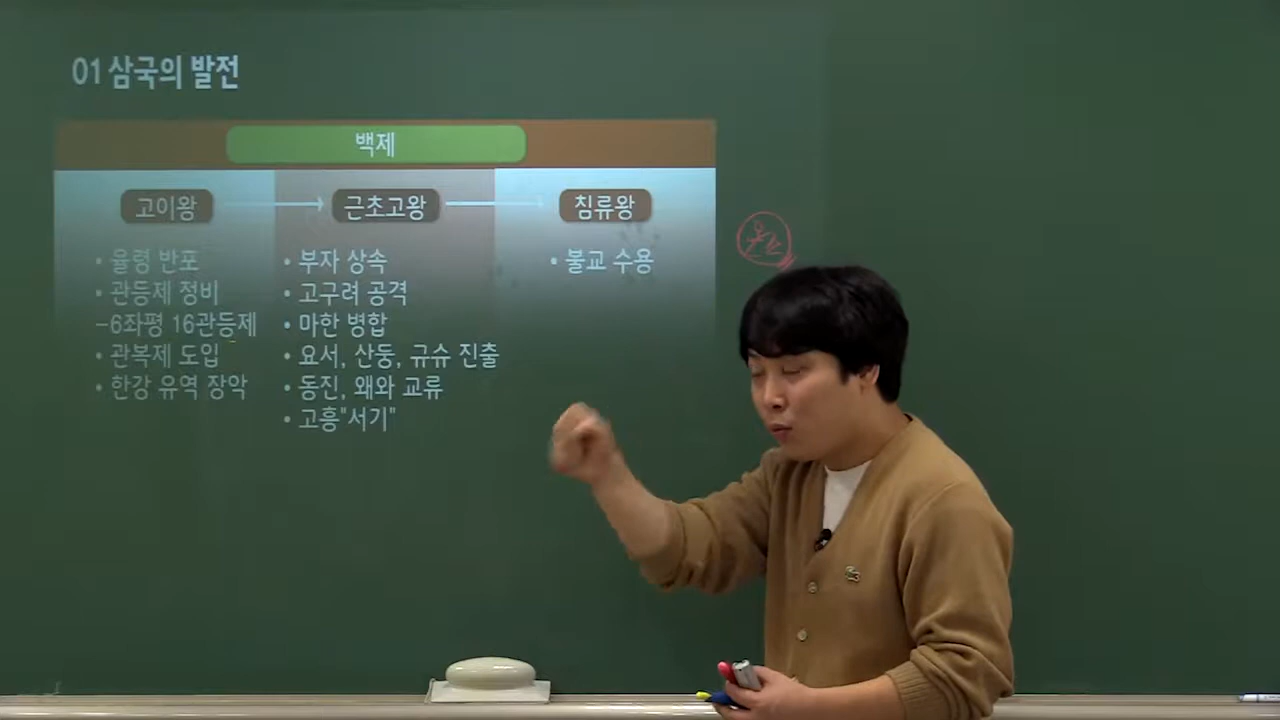 01 삼국의 발전
백제
고이왕
• 율령 반포
• 관등제 정비
-6좌평 16관등제
• 관복제 도입
• 한강 유역 장악
근초고왕
• 부자 상속
• 고구려 공격
• 마한 병합
• 요서, 산둥, 규슈 진출
• 동진, 왜와 교류
• 고흥"서기"
침류왕
• 불교 수용